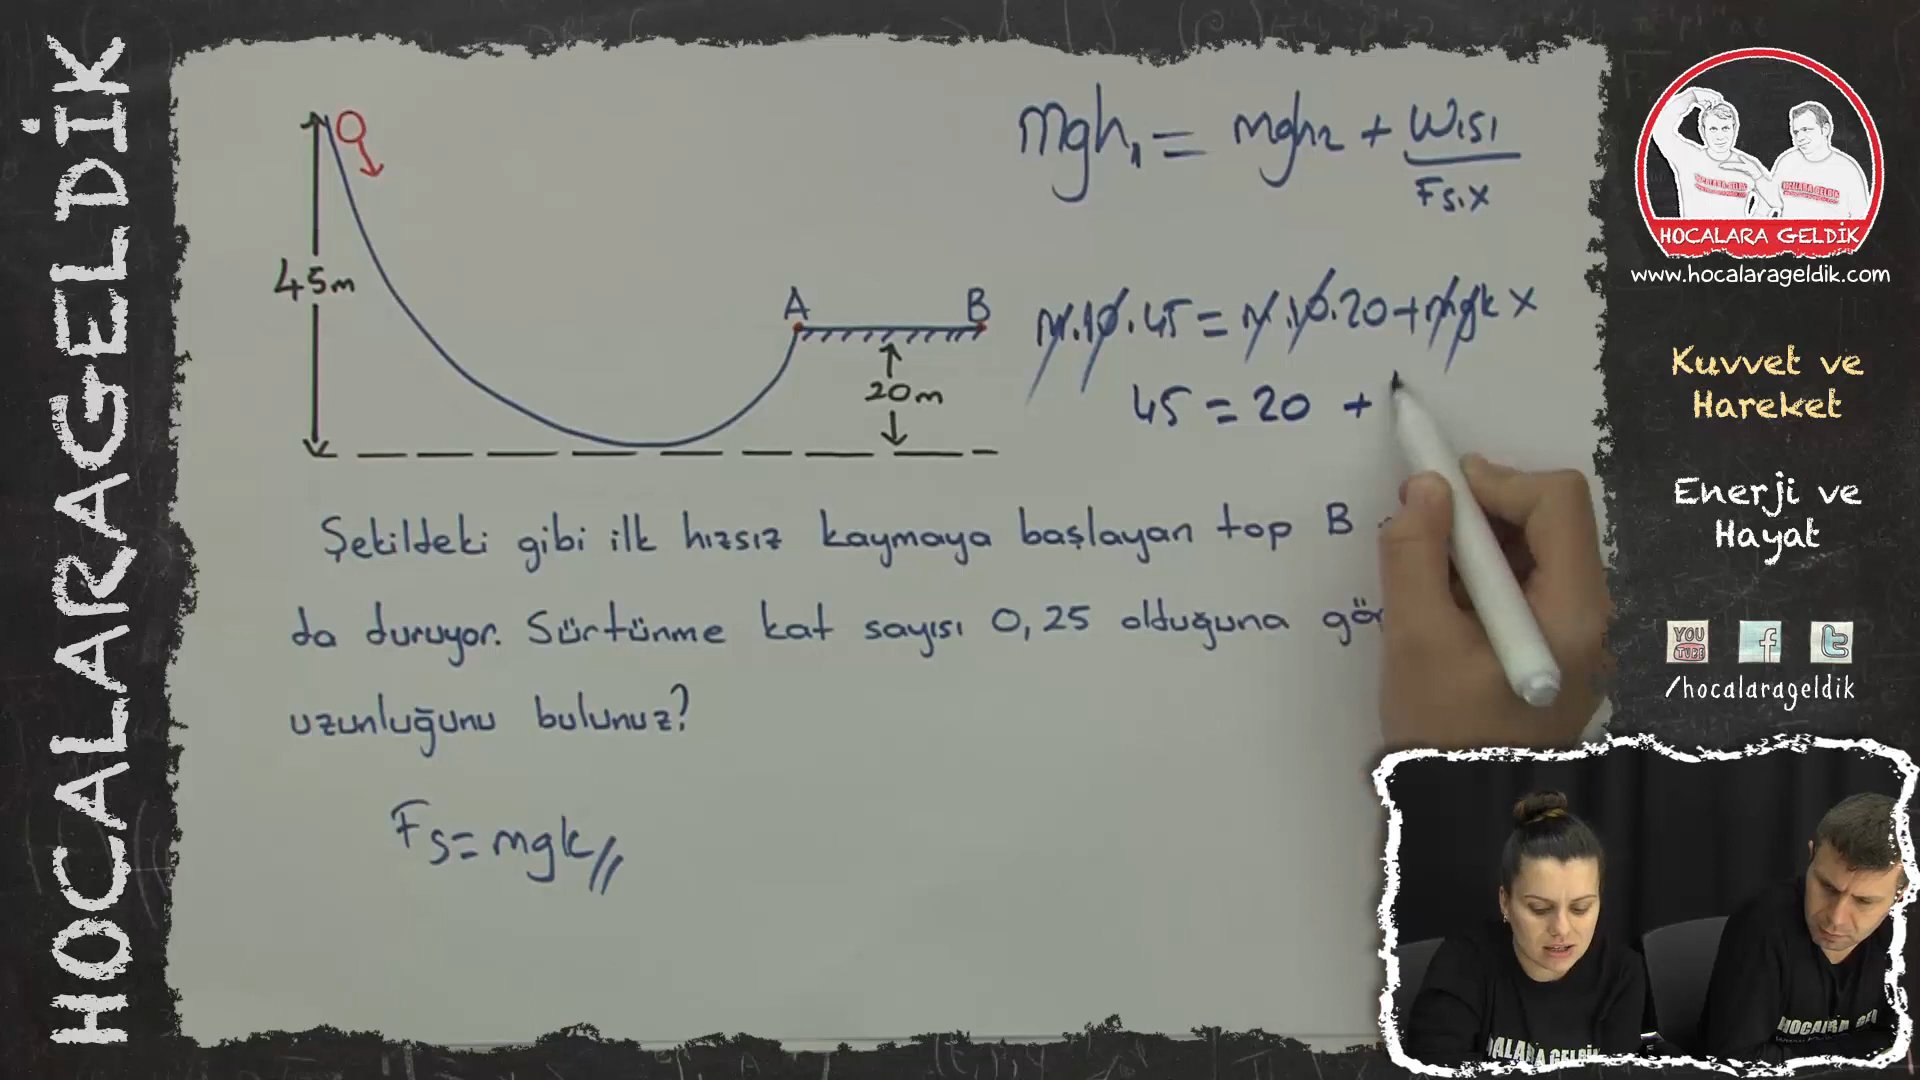 HOCALARAGELDİK
45m
A
B
20m
mgh₁ = mgh₂ + Wısı
Fs.x
m.10.45 = m.10.20 + mgk x
45 = 20 +
Şekildeki gibi ilk hızsız kaymaya başlayan top B
da duruyor. Sürtünme kat sayısı 0,25 olduğuna gör
uzunluğunu bulunuz?
Fs = mgk //
HOCALARA GELDİK
www.hocalarageldik.com
Kuvvet ve
Hareket
Enerji ve
Hayat
YOU
TUBE
f
t
/hocalarageldik